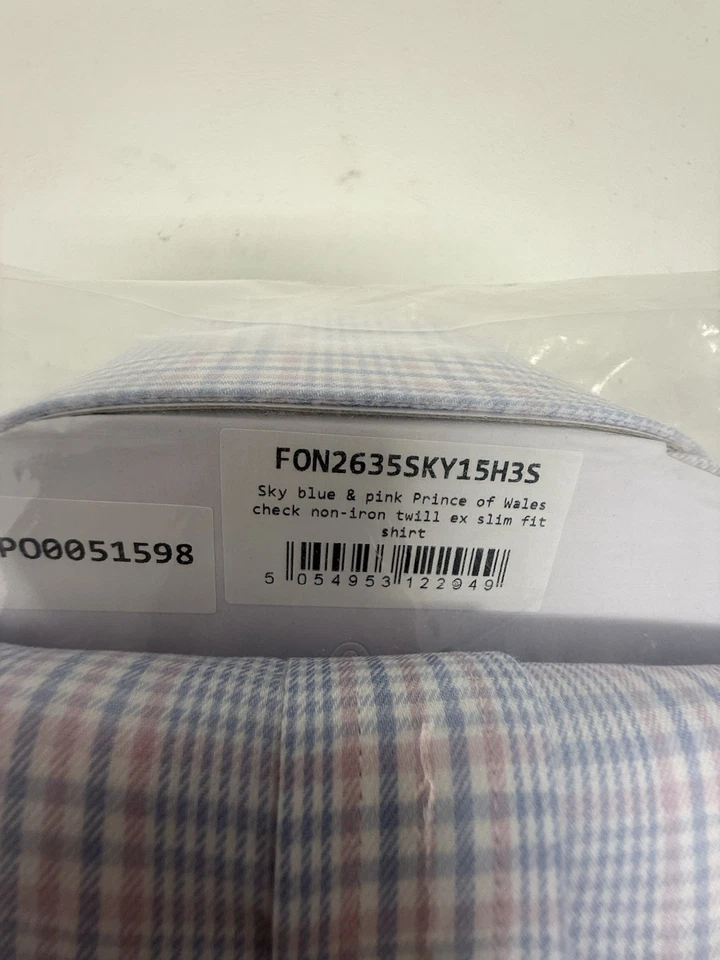 FON2635SKY15H3S
Sky blue & pink Prince of Wales
check non-iron twill ex slim fit
shirt
5 054953 122949
PO0051598